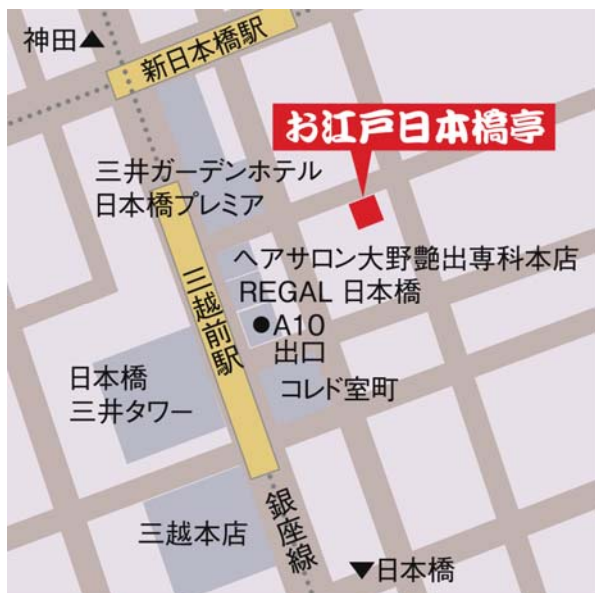 神田▲
新日本橋駅
お江戸日本橋亭
三井ガーデンホテル
日本橋プレミア
ヘアサロン大野艶出専科本店
REGAL 日本橋
三越前駅
●A10
出口
日本橋
三井タワー
コレド室町
三越本店
銀座線
▼日本橋